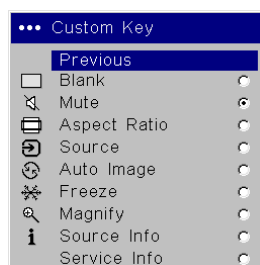 ••• Custom Key
Previous
Blank
Mute
Aspect Ratio
Source
Auto Image
Freeze
Magnify
Source Info
Service Info